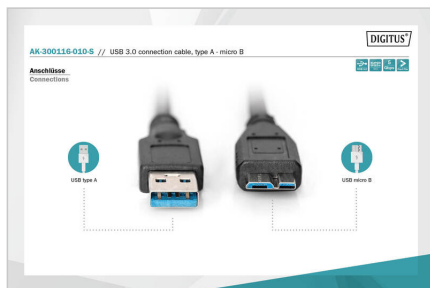 DIGITUS®
AK-300116-010-S // USB 3.0 connection cable, type A - micro B
Anschlüsse
Connections
USB type A
USB micro B